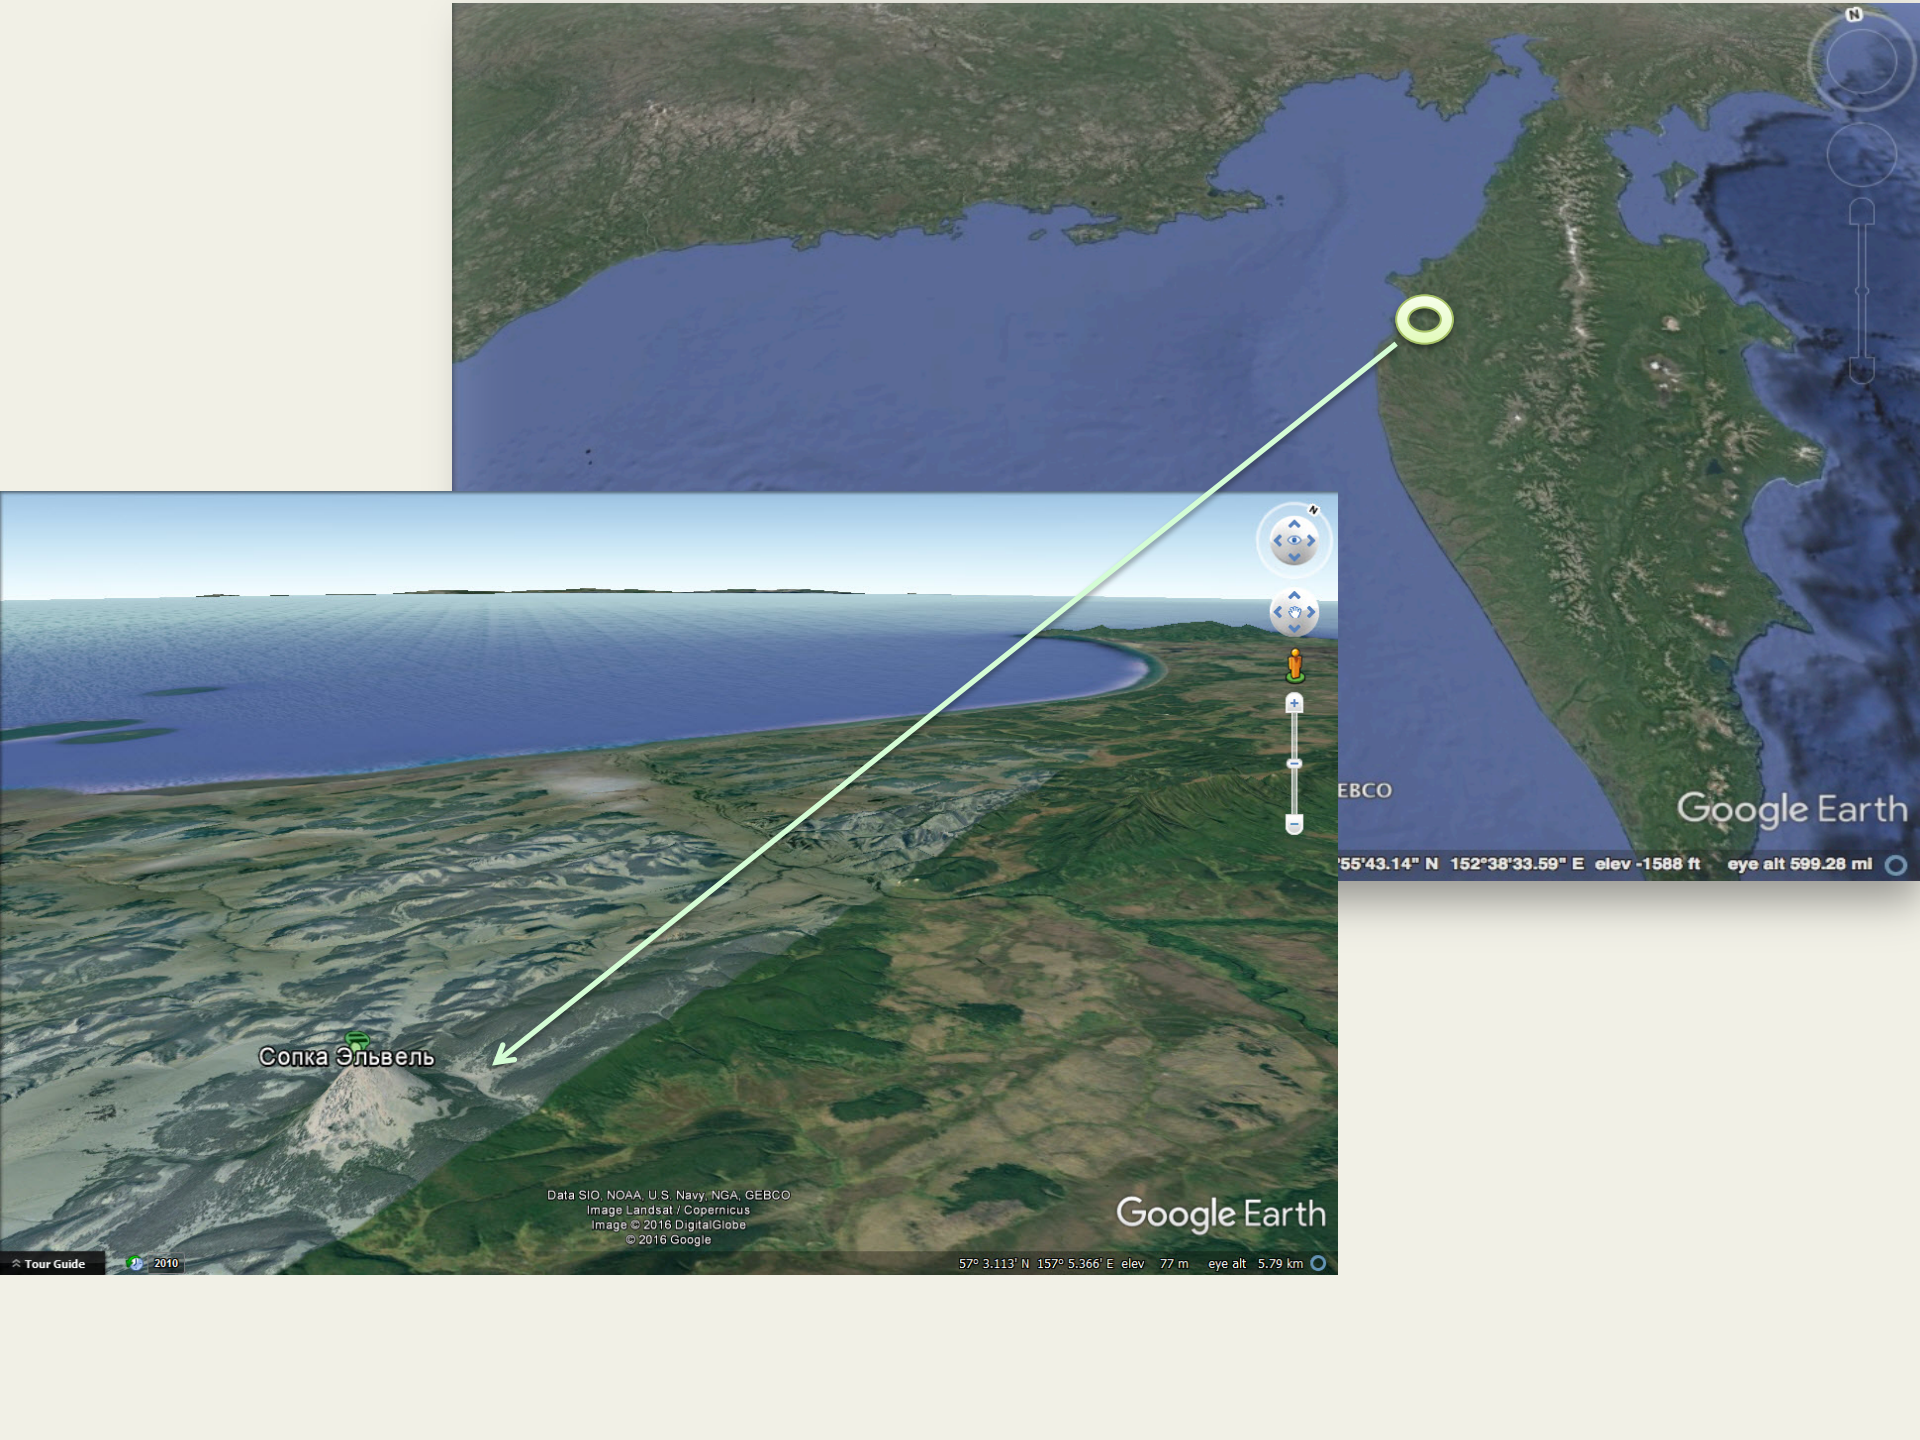 N
EBCO
Google Earth
°55'43.14" N 152°38'33.59" E elev -1588 ft eye alt 599.28 mi
N
Сопка Эльвель
Data SIO, NOAA, U.S. Navy, NGA, GEBCO
Image Landsat / Copernicus
Image © 2016 DigitalGlobe
© 2016 Google
Google Earth
Tour Guide
2010
57° 3.113' N 157° 5.366' E elev 77 m eye alt 5.79 km